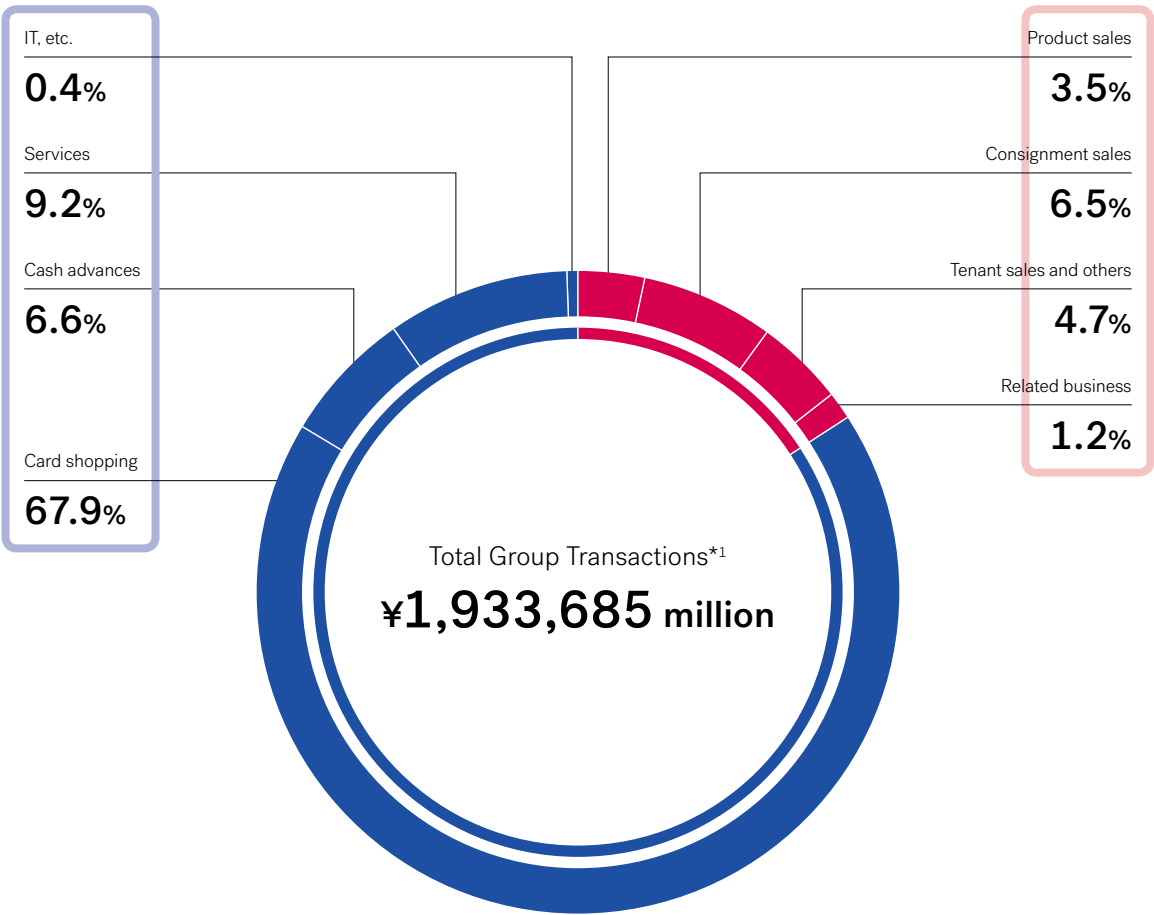 IT, etc.
0.4%
Services
9.2%
Cash advances
6.6%
Card shopping
67.9%
Product sales
3.5%
Consignment sales
6.5%
Tenant sales and others
4.7%
Related business
1.2%
Total Group Transactions*1
¥1,933,685 million